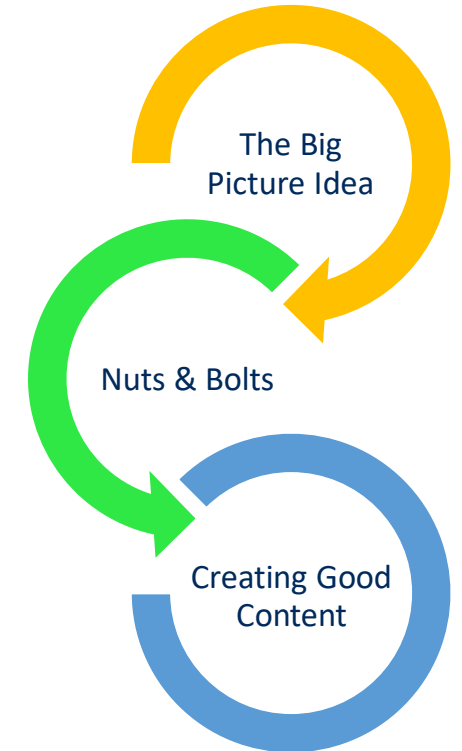 The Big
Picture Idea
Nuts & Bolts
Creating Good
Content